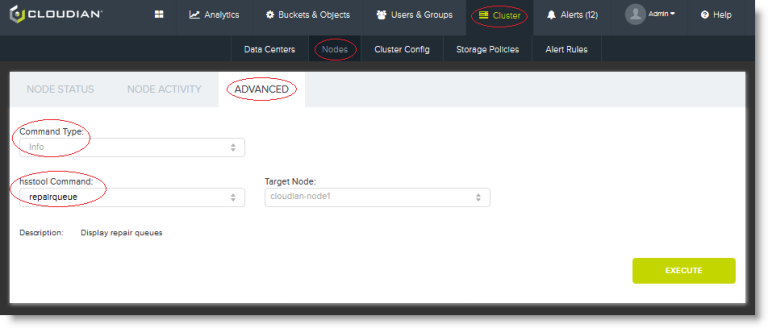 CLOUDIAN
Analytics
Buckets & Objects
Users & Groups
Cluster
Alerts (12)
Admin
Help
Data Centers
Nodes
Cluster Config
Storage Policies
Alert Rules
NODE STATUS
NODE ACTIVITY
ADVANCED
Command Type:
Info
hsstool Command:
Target Node:
repairqueue
cloudian-node1
Description: Display repair queues
EXECUTE